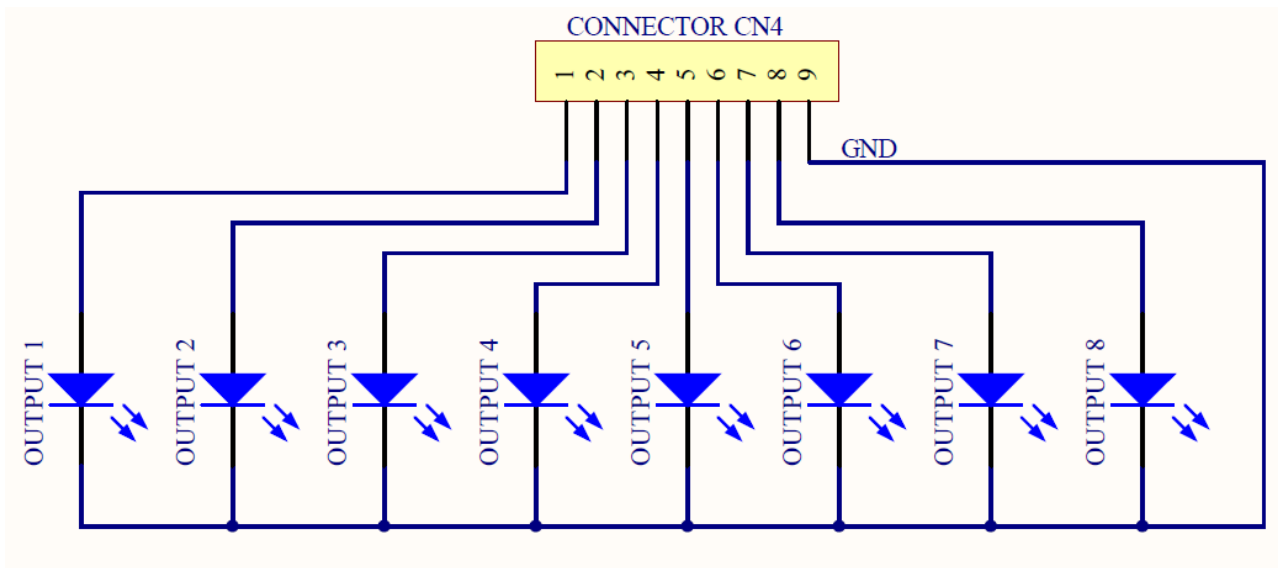 CONNECTOR CN4
1 2 3 4 5 6 7 8 9
GND
OUTPUT 1
OUTPUT 2
OUTPUT 3
OUTPUT 4
OUTPUT 5
OUTPUT 6
OUTPUT 7
OUTPUT 8